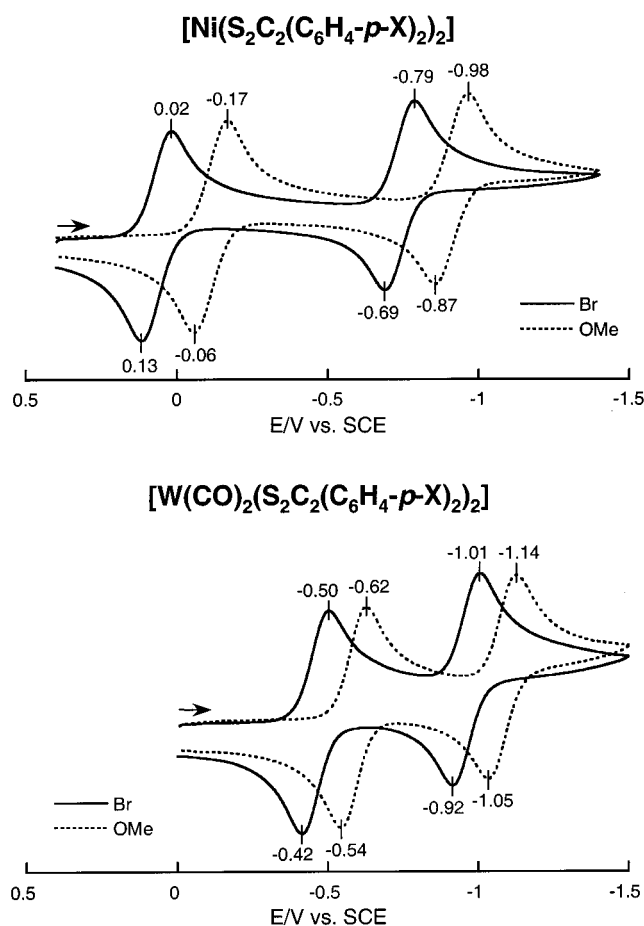 [Ni(S₂C₂(C₆H₄-p-X)₂)₂]
-0.79 -0.98
0.02 -0.17
-0.69 -0.87
Br
OMe
0.13 -0.06
0.5 0 -0.5 -1 -1.5
E/V vs. SCE
[W(CO)₂(S₂C₂(C₆H₄-p-X)₂)₂]
-1.01 -1.14
-0.50 -0.62
Br
OMe
-0.92 -1.05
-0.42 -0.54
0.5 0 -0.5 -1 -1.5
E/V vs. SCE